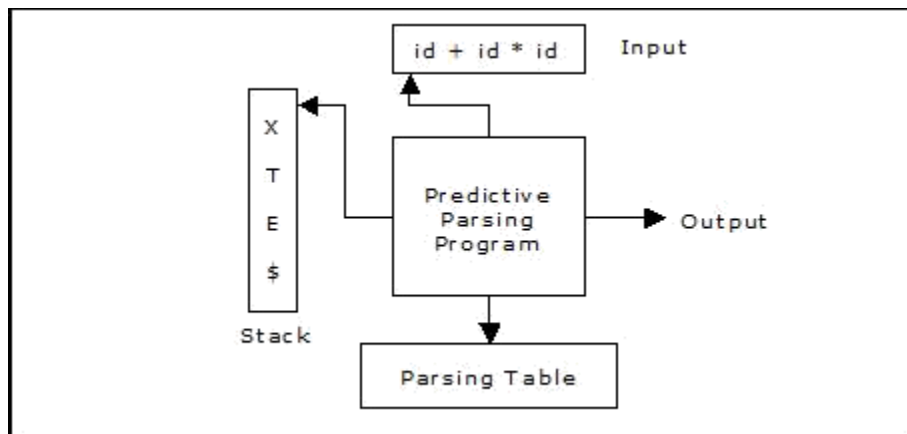 id + id * id
Input
X
T
E
$
Stack
Predictive
Parsing
Program
Output
Parsing Table